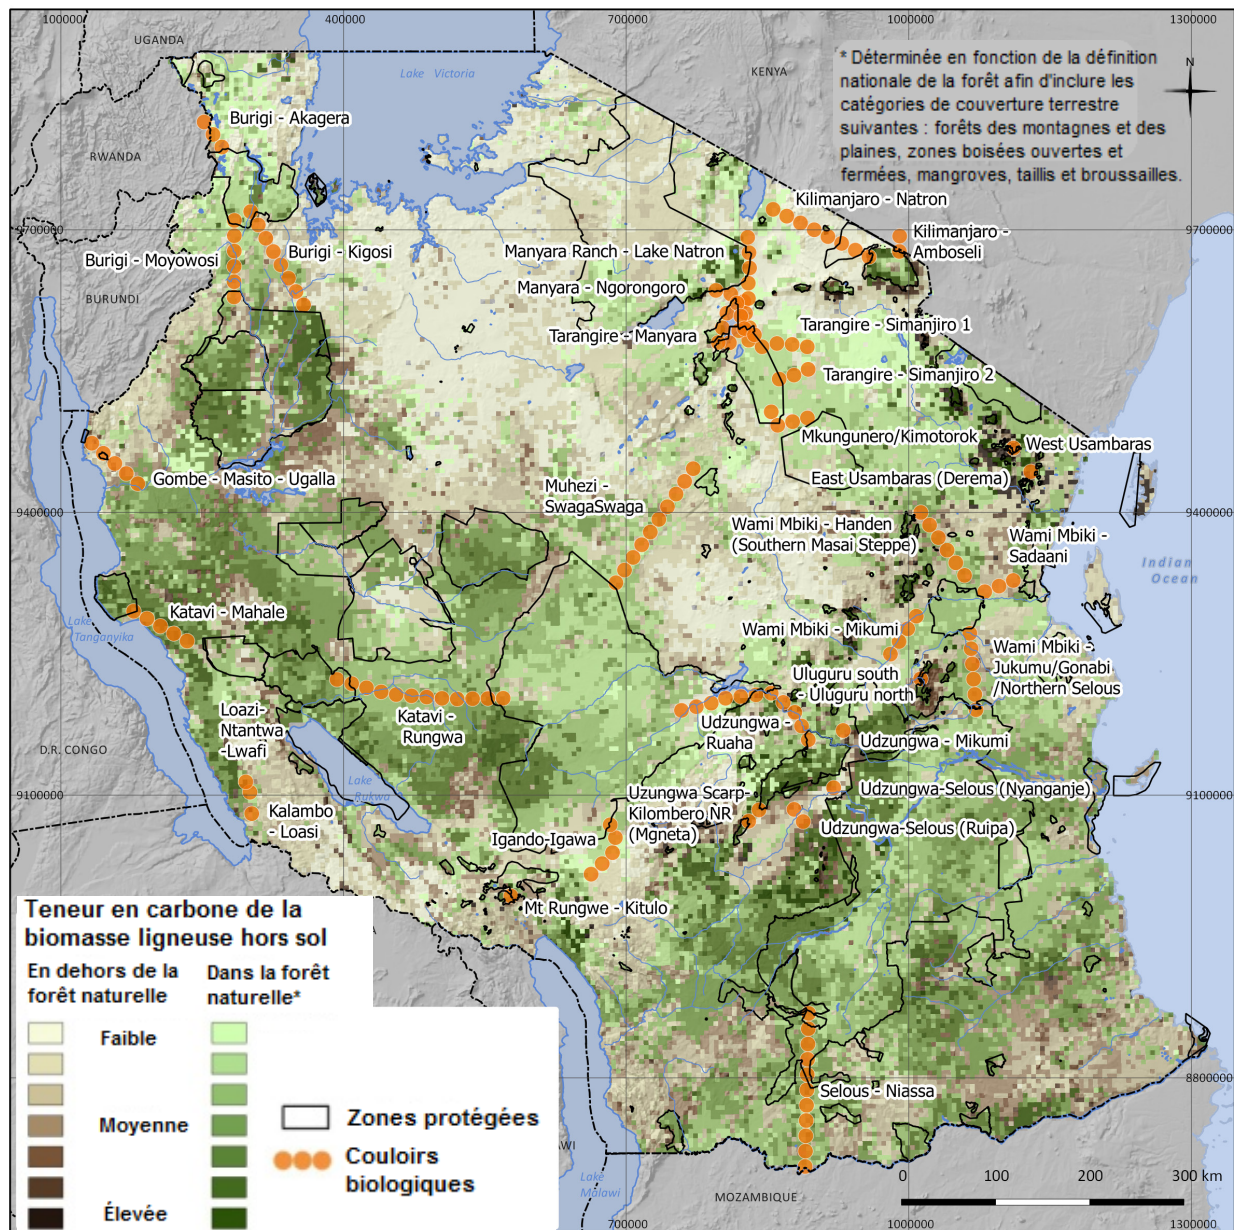 1000000
400000
700000
1000000
1300000
UGANDA
Lake Victoria
KENYA
* Déterminée en fonction de la définition
nationale de la forêt afin d'inclure les
catégories de couverture terrestre
suivantes : forêts des montagnes et des
plaines, zones boisées ouvertes et
fermées, mangroves, taillis et broussailles.
N
Burigi - Akagera
RWANDA
Kilimanjaro - Natron
9700000
9700000
Kilimanjaro -
Amboseli
Burigi - Moyowosi
Burigi - Kigosi
Manyara Ranch - Lake Natron
Manyara - Ngorongoro
BURUNDI
Tarangire - Manyara
Tarangire - Simanjiro 1
Tarangire - Simanjiro 2
Mkungunero/Kimotorok
West Usambaras
Gombe - Masito - Ugalla
Muhezi -
SwagaSwaga
East Usambaras (Derema)
9400000
9400000
Wami Mbiki - Handen
(Southern Masai Steppe)
Wami Mbiki -
Sadaani
Indian
Ocean
Katavi - Mahale
Lake
Tanganyika
Wami Mbiki - Mikumi
Wami Mbiki -
Jukumu/Gonabi
/Northern Selous
Uluguru south
- Uluguru north
Loazi-
Ntantwa
-Lwafi
Katavi -
Rungwa
Udzungwa -
Ruaha
Udzungwa - Mikumi
D.R. CONGO
Lake
Rukwa
9100000
9100000
Uzungwa Scarp-
Kilombero NR
(Mgneta)
Udzungwa-Selous (Nyanganje)
Kalambo
- Loasi
Igando-Igawa
Udzungwa-Selous (Ruipa)
Mt Rungwe - Kitulo
Teneur en carbone de la
biomasse ligneuse hors sol
En dehors de la
forêt naturelle
Dans la forêt
naturelle*
Faible
Moyenne
Élevée
Zones protégées
Couloirs
biologiques
8800000
Selous - Niassa
AWI
Lake
Malawi
MOZAMBIQUE
0
100
200
300 km
700000
1000000
1300000